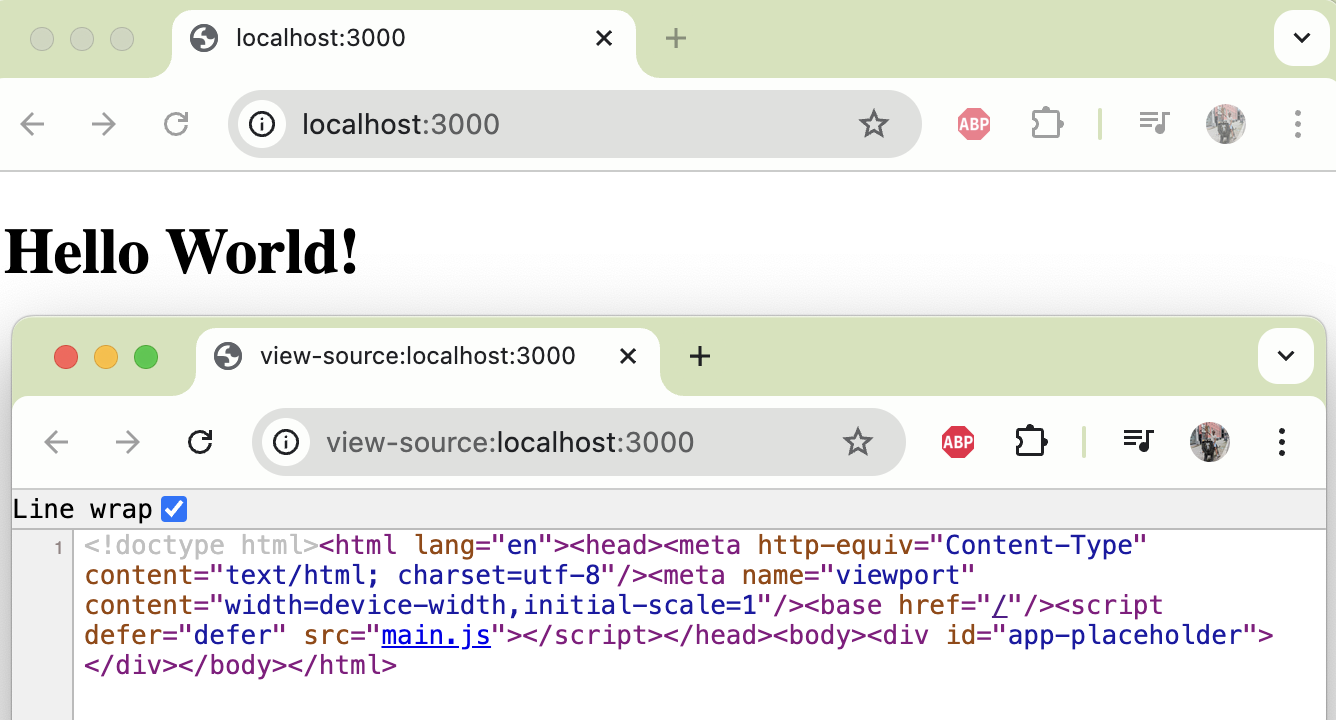 localhost:3000
localhost:3000
ABP
Hello World!
view-source:localhost:3000
view-source:localhost:3000
ABP
Line wrap
1
<!doctype html><html lang="en"><head><meta http-equiv="Content-Type"
content="text/html; charset=utf-8"/><meta name="viewport"
content="width=device-width,initial-scale=1"/><base href="/"/><script
defer="defer" src="main.js"></script></head><body><div id="app-placeholder">
</div></body></html>